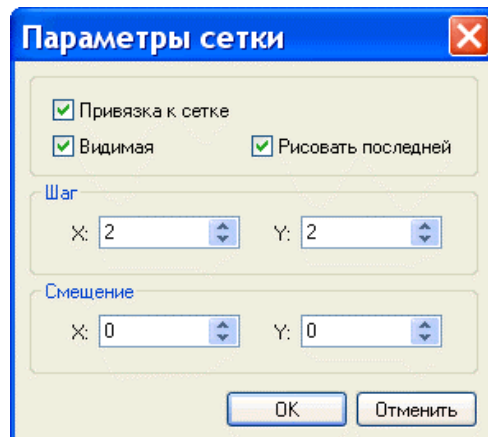 Параметры сетки
Привязка к сетке
Видимая Рисовать последней
Шаг
X: 2 Y: 2
Смещение
X: 0 Y: 0
OK Отменить